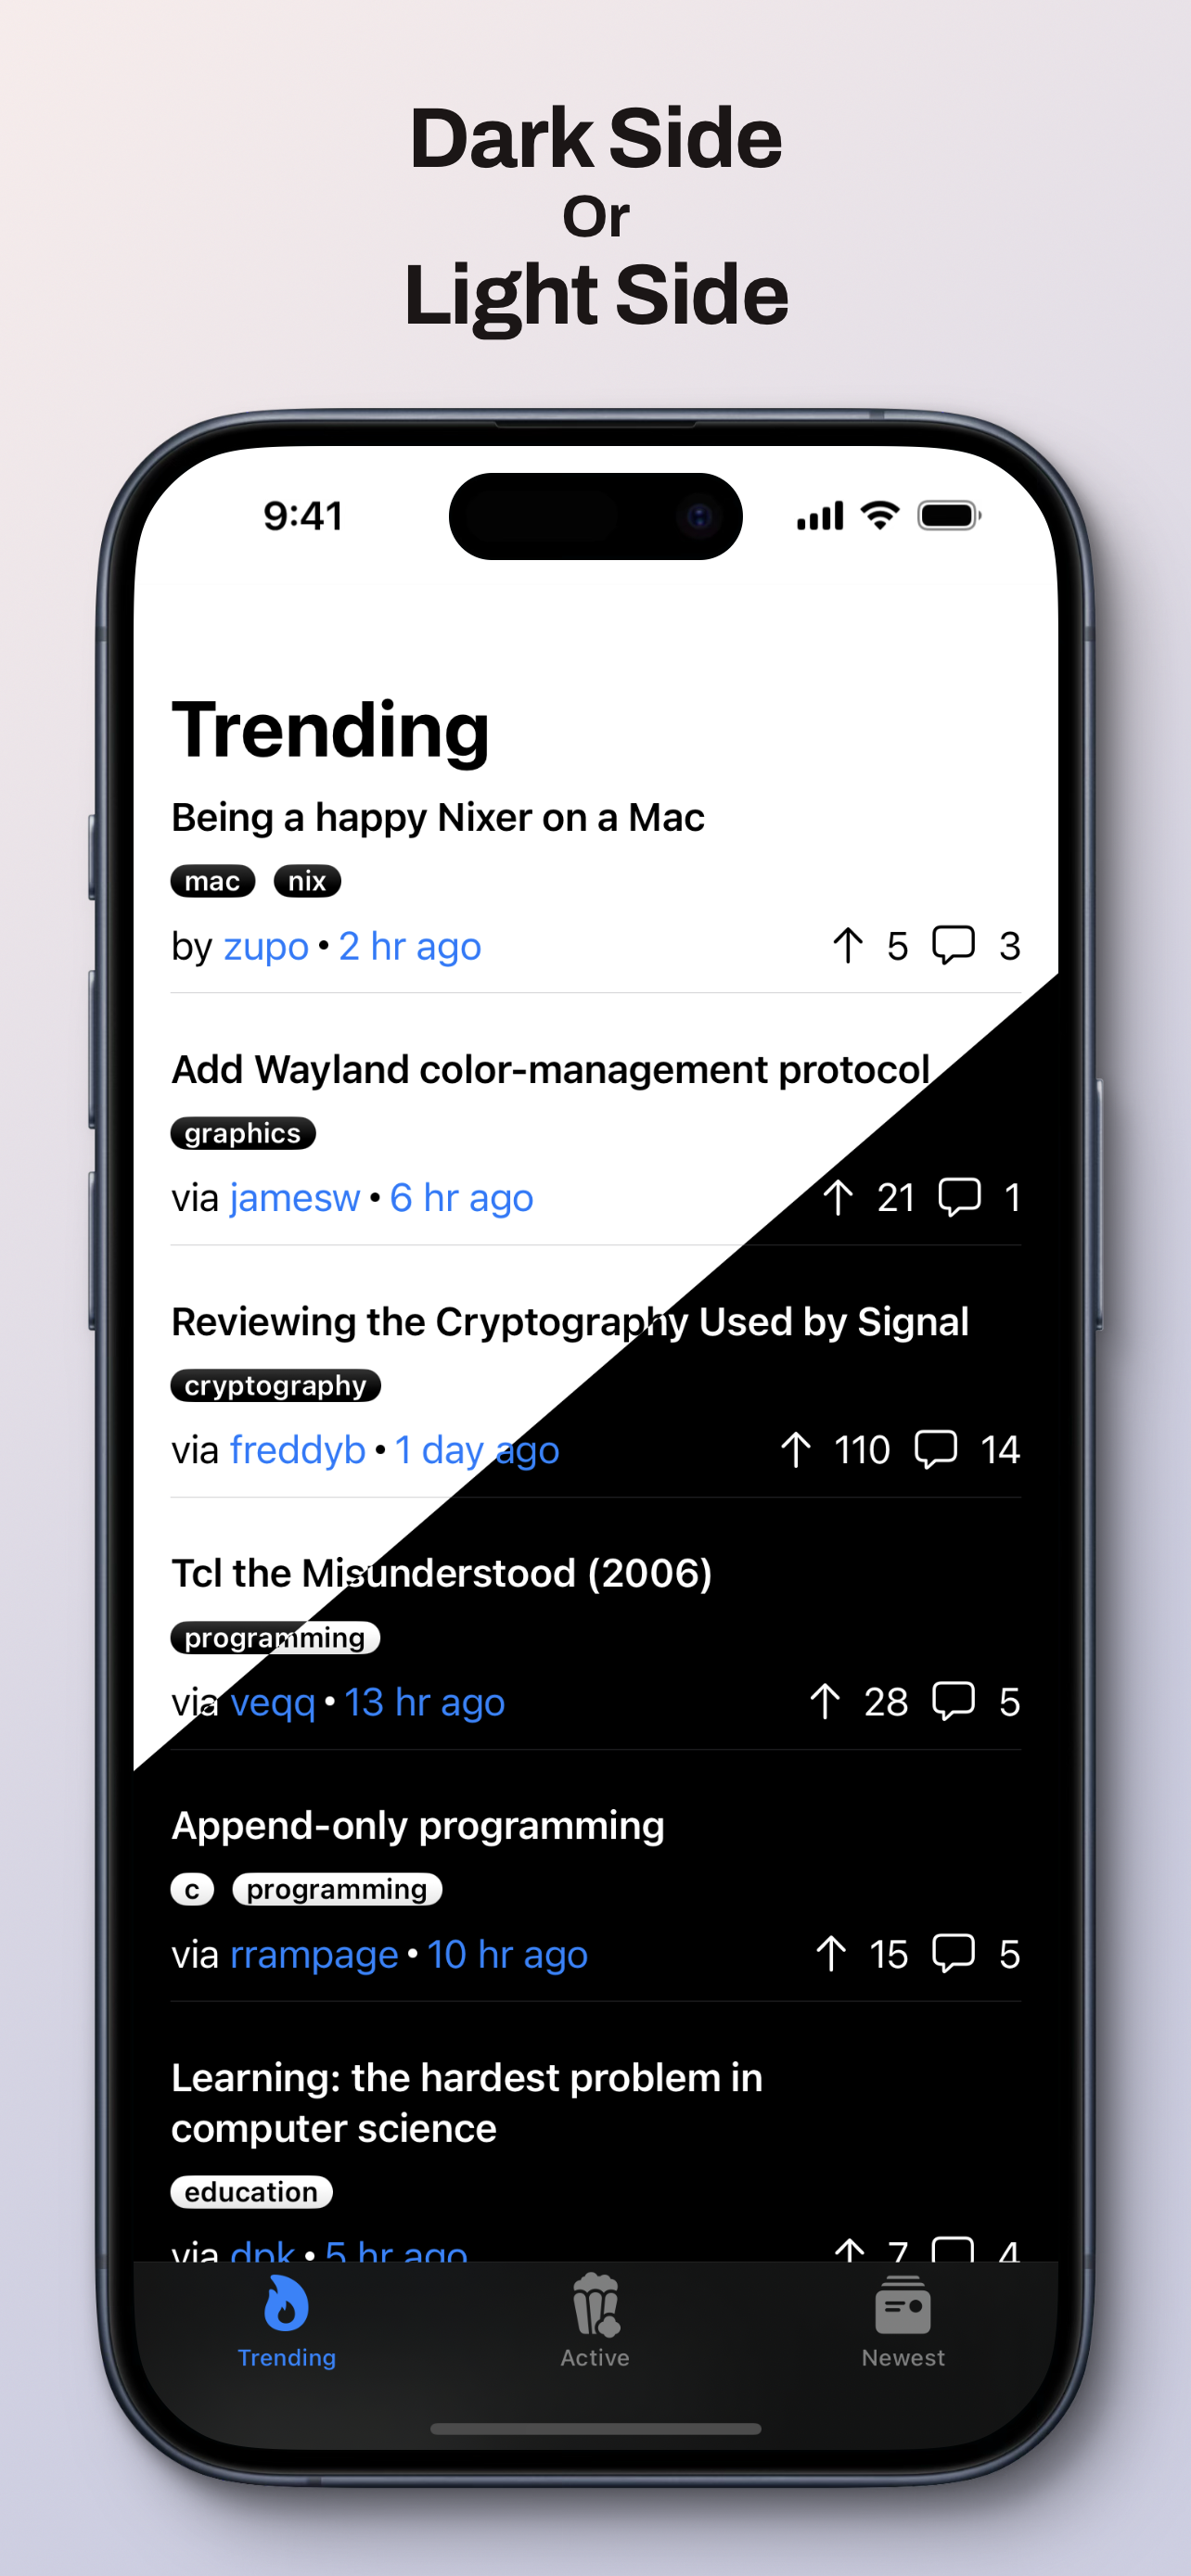 Dark Side
Or
Light Side
9:41
Trending
Being a happy Nixer on a Mac
mac nix
by zupo • 2 hr ago 5 3
Add Wayland color-management protocol
graphics
via jamesw • 6 hr ago 21 1
Reviewing the Cryptography Used by Signal
cryptography
via freddyb • 1 day ago 110 14
Tcl the Misunderstood (2006)
programming
via veqq • 13 hr ago 28 5
Append-only programming
c programming
via rrampage • 10 hr ago 15 5
Learning: the hardest problem in
computer science
education
via dpk • 5 hr ago 7 4
Trending Active Newest